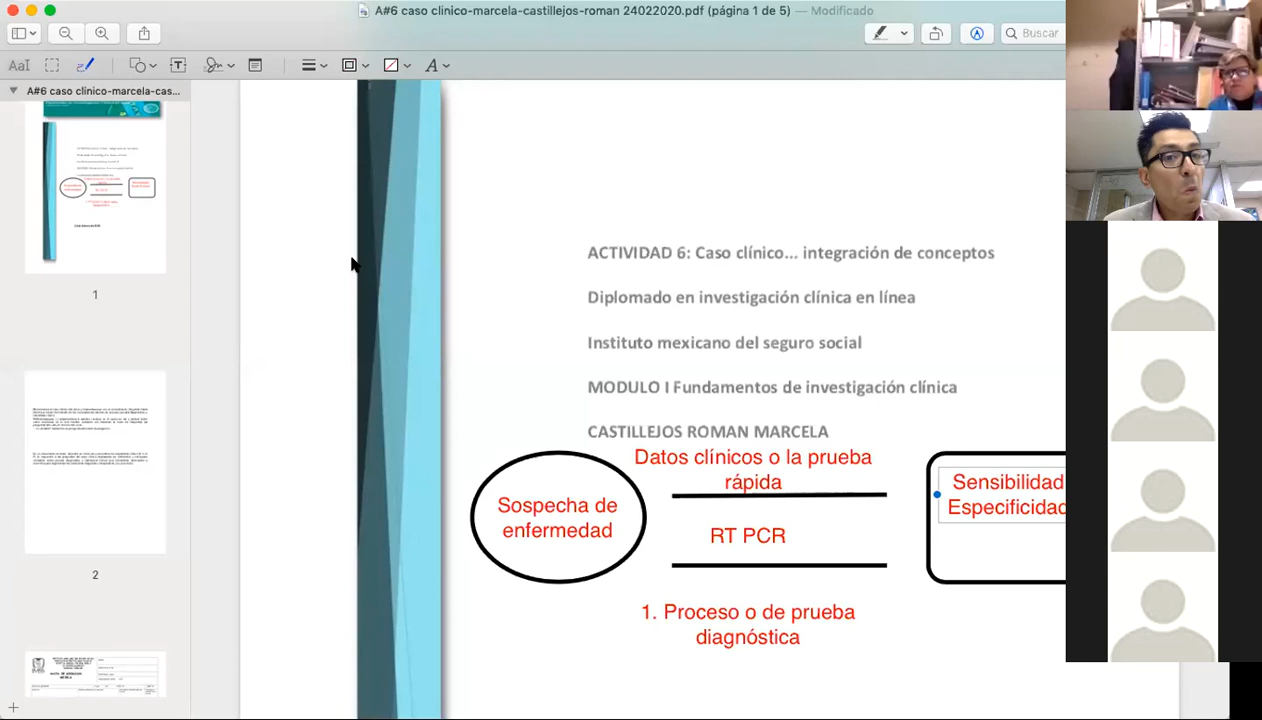 A#6 caso clinico-marcela-castillejos-roman 24022020.pdf (página 1 de 5) — Modificado
Buscar
A#6 caso clínico-marcela-cas...
1
2
ACTIVIDAD 6: Caso clínico... integración de conceptos
Diplomado en investigación clínica en línea
Instituto mexicano del seguro social
MODULO I Fundamentos de investigación clínica
CASTILLEJOS ROMAN MARCELA
Datos clínicos o la prueba
rápida
Sospecha de
enfermedad
RT PCR
Sensibilidad
Especificidad
1. Proceso o de prueba
diagnóstica